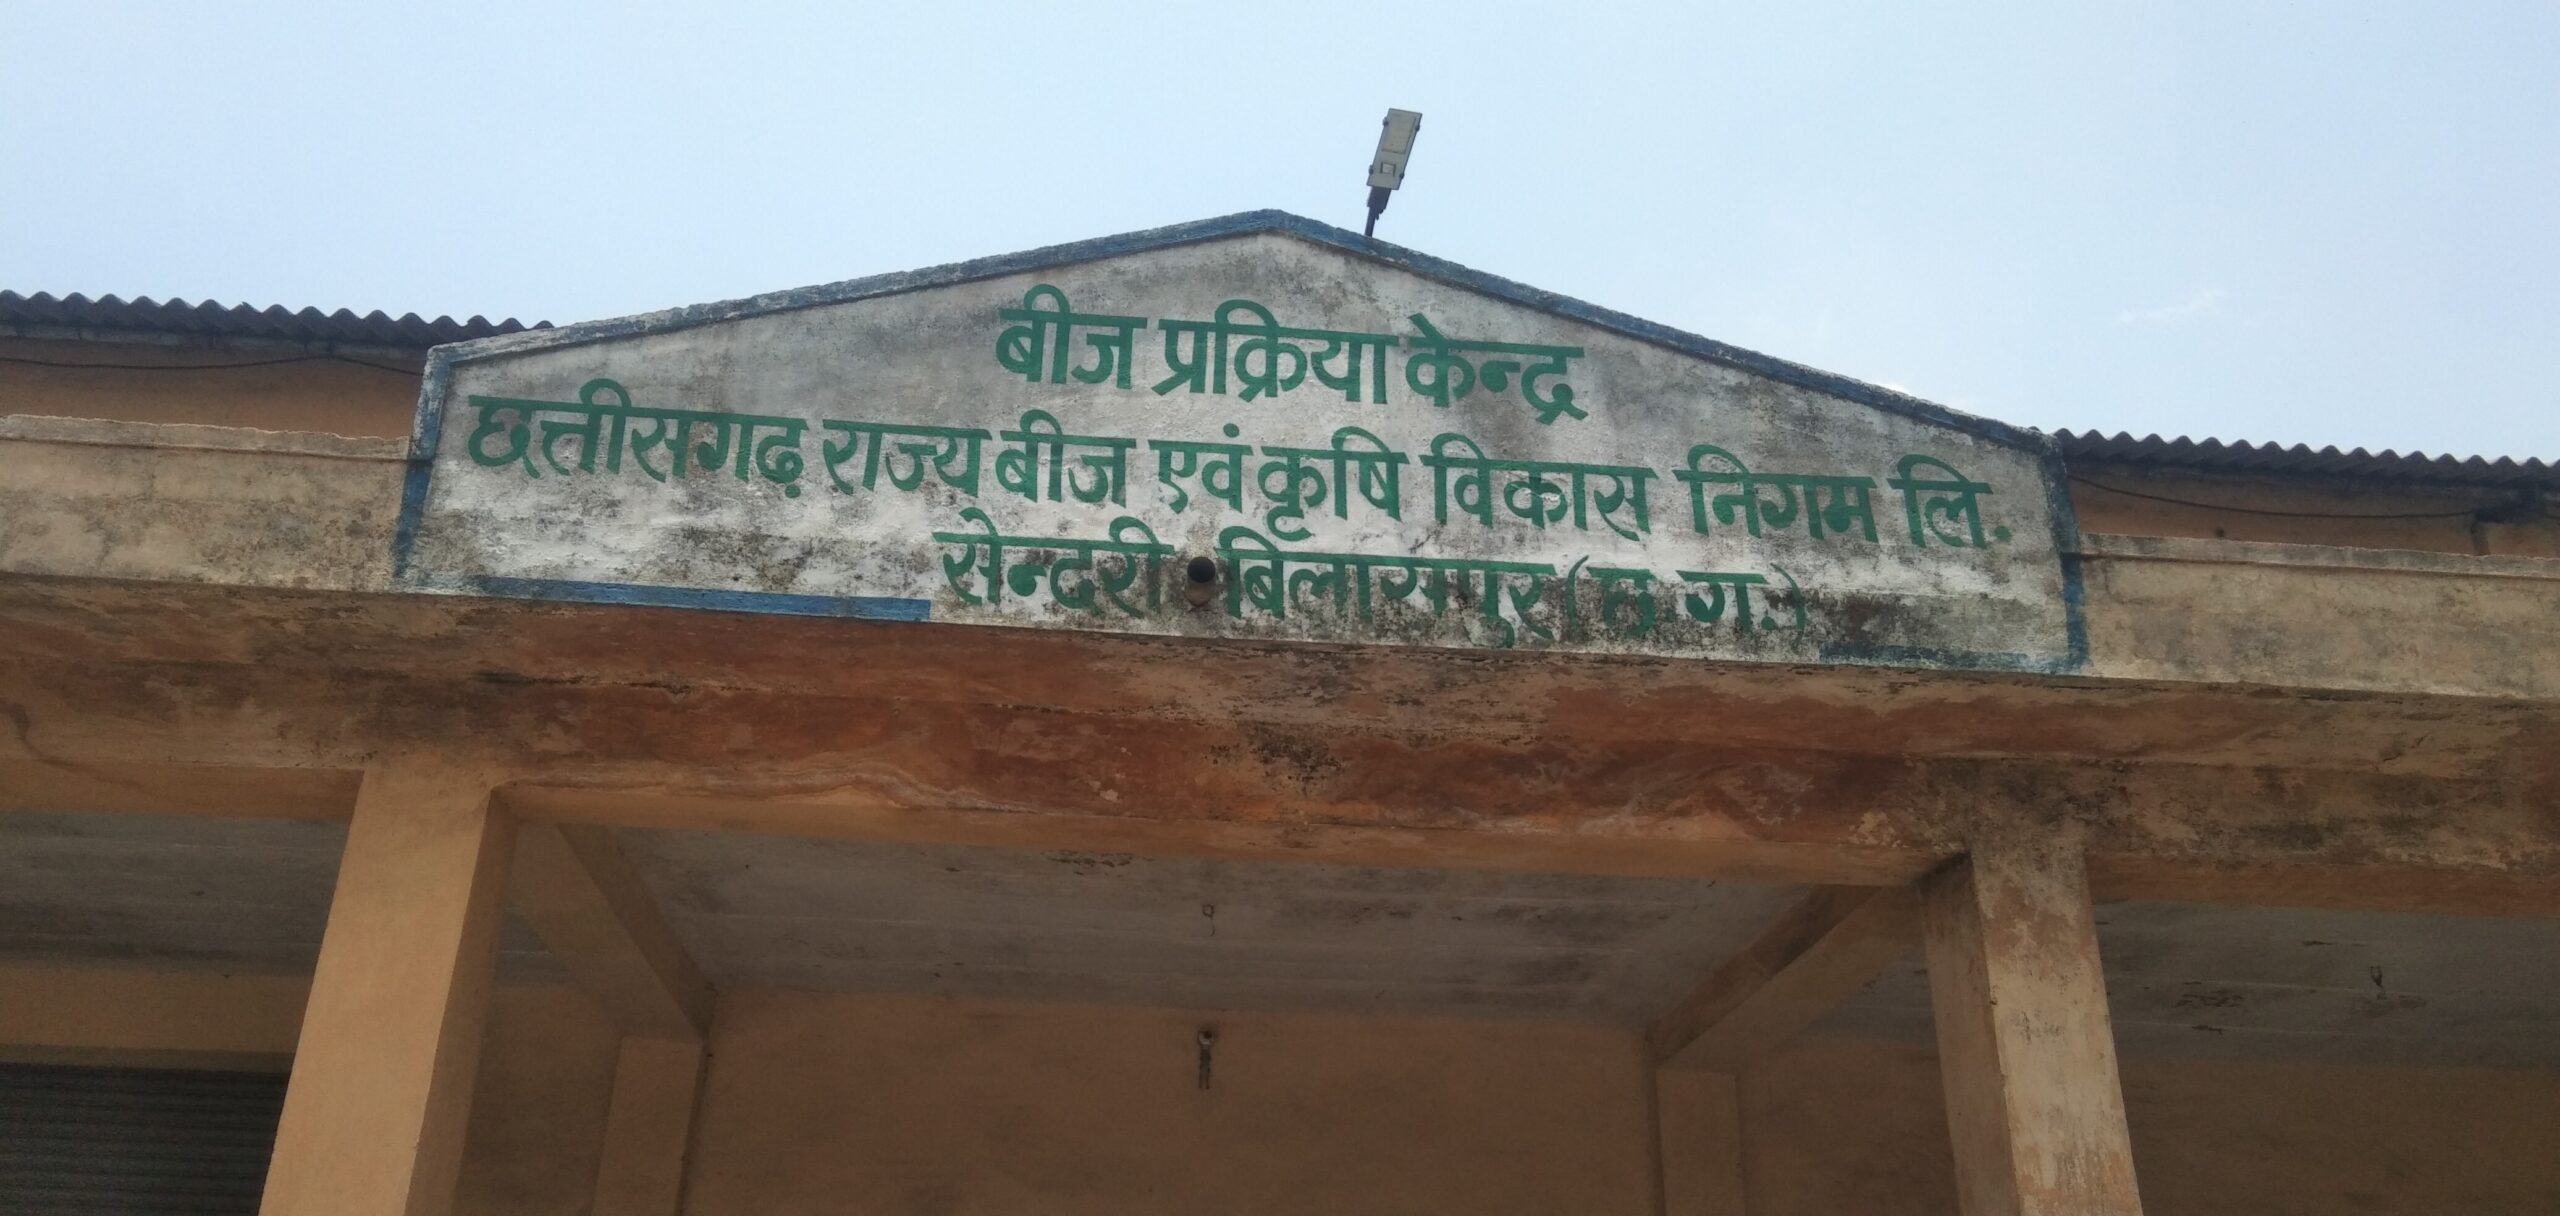 बीज प्रक्रिया केन्द्र
छत्तीसगढ़ राज्य बीज एवं कृषि विकास निगम लि.
सेन्दरी बिलासपुर (छ.ग.)